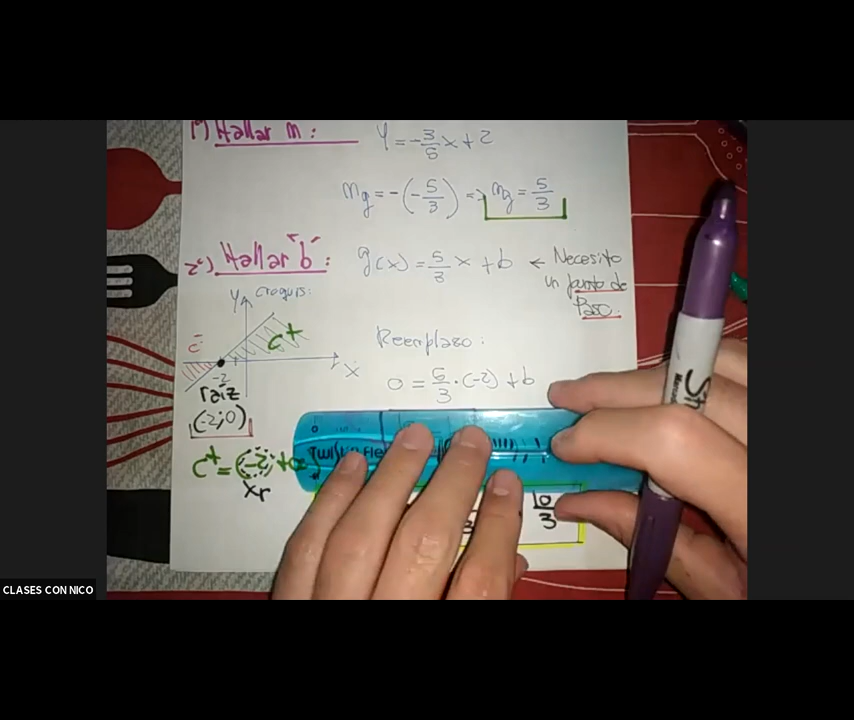 1°) Hallar m:
Y = -3/5 x + 2
mg = -(-5/3) => mg = 5/3
2°) Hallar "b":
g(x) = 5/3 x + b ← Necesito
un punto de
Paso.
Y croquis:
C⁻ C⁺
-2 X
raíz
(-2;0)
Reemplazo:
0 = 5/3 · (-2) + b
C⁺ = (-2; +∞)
xr
10/3
CLASES CON NICO